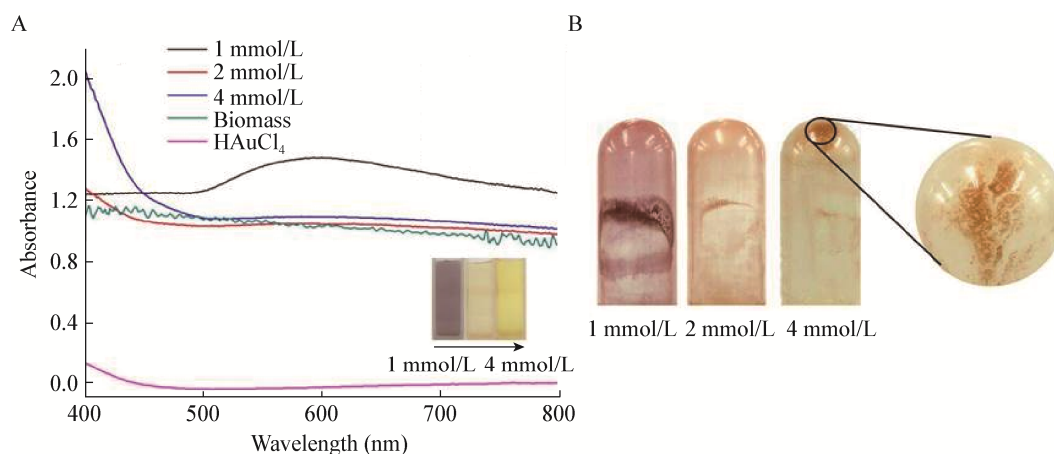 A
1 mmol/L
2 mmol/L
4 mmol/L
Biomass
HAuCl₄
Absorbance
2.0
1.6
1.2
0.8
0.4
0.0
1 mmol/L 4 mmol/L
400 500 600 700 800
Wavelength (nm)
B
1 mmol/L 2 mmol/L 4 mmol/L